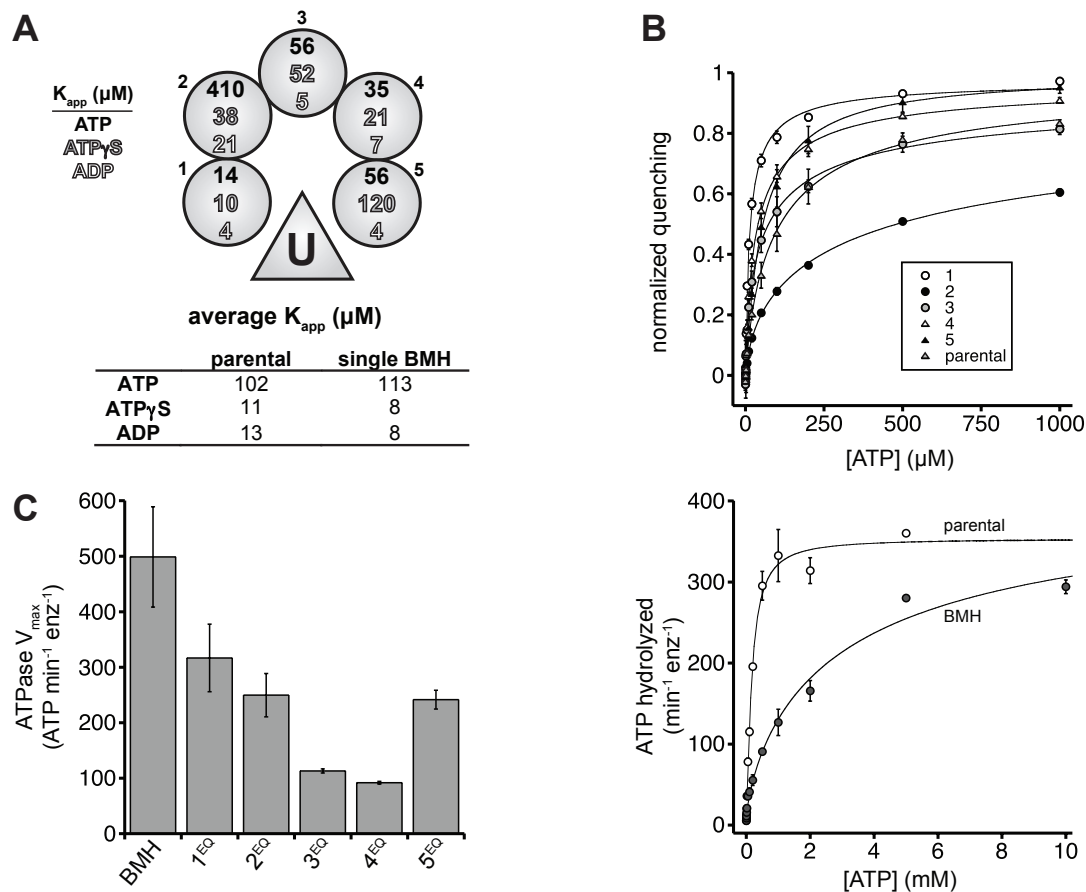 A
K_app (µM)
ATP
ATPγS
ADP
3
56
52
5
2
410
38
21
4
35
21
7
1
14
10
4
5
56
120
4
U
average K_app (µM)
parental single BMH
ATP 102 113
ATPγS 11 8
ADP 13 8
B
normalized quenching
1
0.8
0.6
0.4
0.2
0
1
2
3
4
5
parental
0 250 500 750 1000
[ATP] (µM)
C
ATPase V_max
(ATP min⁻¹ enz⁻¹)
600
500
400
300
200
100
0
BMH 1^EQ 2^EQ 3^EQ 4^EQ 5^EQ
ATP hydrolyzed
(min⁻¹ enz⁻¹)
400
300
200
100
0
parental
BMH
0 2 4 6 8 10
[ATP] (mM)